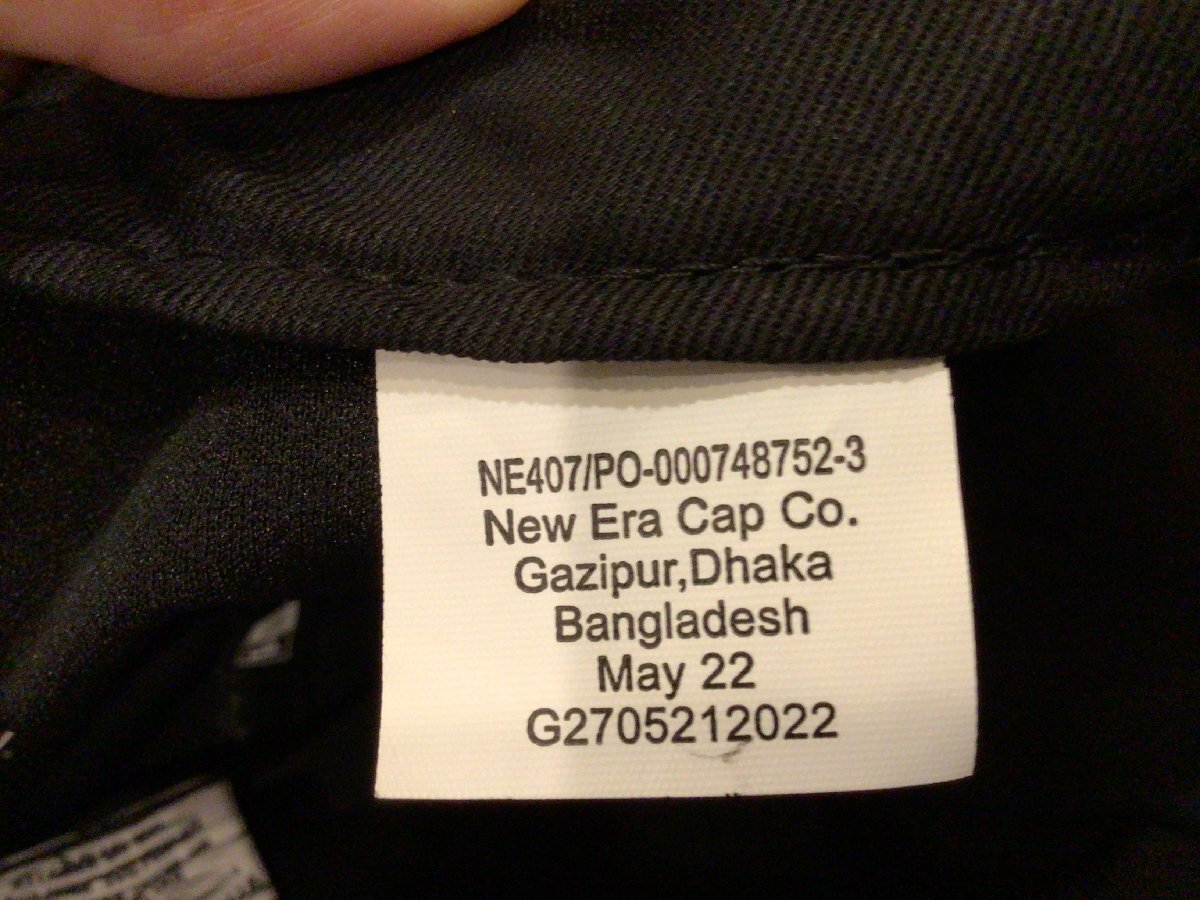 NE407/PO-000748752-3
New Era Cap Co.
Gazipur,Dhaka
Bangladesh
May 22
G2705212022